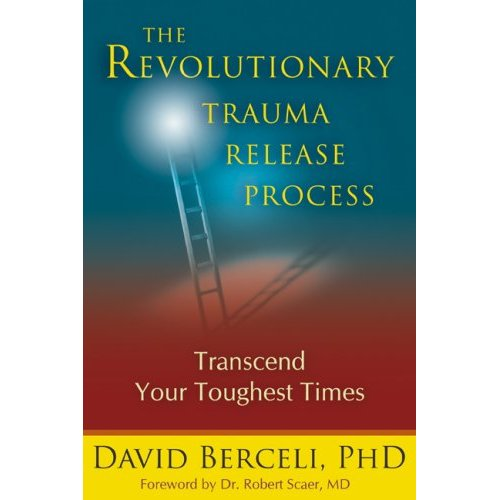 THE
REVOLUTIONARY
TRAUMA
RELEASE
PROCESS
Transcend
Your Toughest Times
DAVID BERCELI, PHD
Foreword by Dr. Robert Scaer, MD